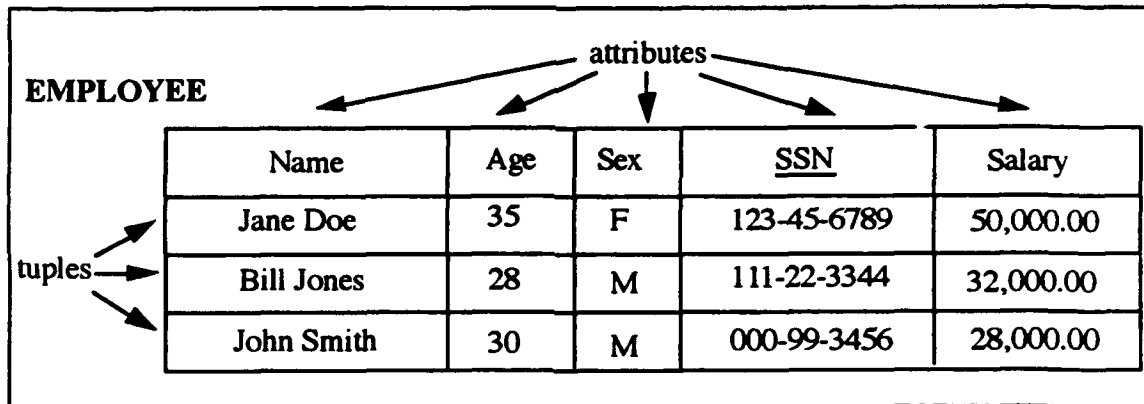 attributes
EMPLOYEE
Name Age Sex SSN Salary
Jane Doe 35 F 123-45-6789 50,000.00
tuples
Bill Jones 28 M 111-22-3344 32,000.00
John Smith 30 M 000-99-3456 28,000.00